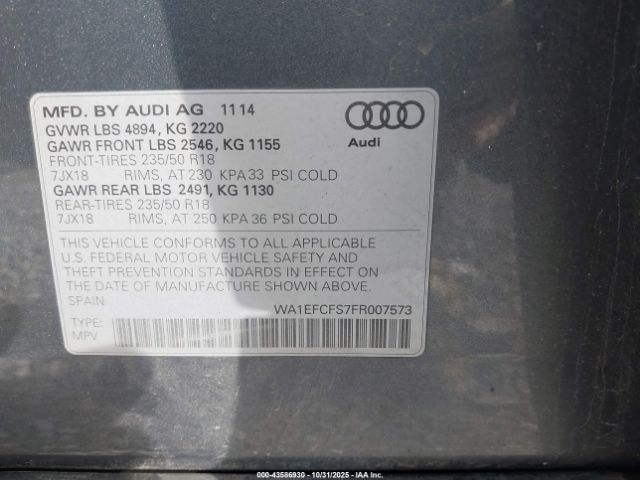 MFD. BY AUDI AG 11 14
GVWR LBS 4894, KG 2220
GAWR FRONT LBS 2546, KG 1155
FRONT-TIRES 235/50 R18
7JX18 RIMS, AT 230 KPA 33 PSI COLD
GAWR REAR LBS 2491, KG 1130
REAR-TIRES 235/50 R18
7JX18 RIMS, AT 250 KPA 36 PSI COLD
Audi
THIS VEHICLE CONFORMS TO ALL APPLICABLE
U.S. FEDERAL MOTOR VEHICLE SAFETY AND
THEFT PREVENTION STANDARDS IN EFFECT ON
THE DATE OF MANUFACTURE SHOWN ABOVE.
SPAIN WA1EFCFS7FR007573
TYPE:
MPV
000-43586930 - 10/31/2025 - IAA Inc.